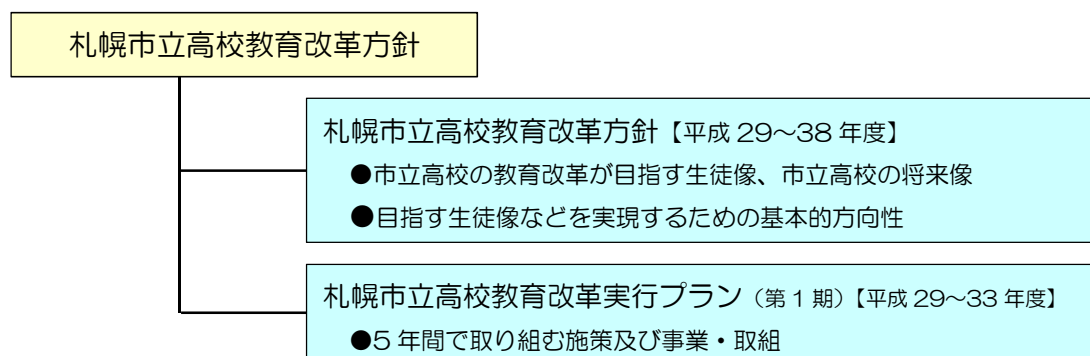 札幌市立高校教育改革方針
札幌市立高校教育改革方針【平成 29～38 年度】
●市立高校の教育改革が目指す生徒像、市立高校の将来像
●目指す生徒像などを実現するための基本的方向性
札幌市立高校教育改革実行プラン（第 1 期）【平成 29～33 年度】
●5 年間で取り組む施策及び事業・取組